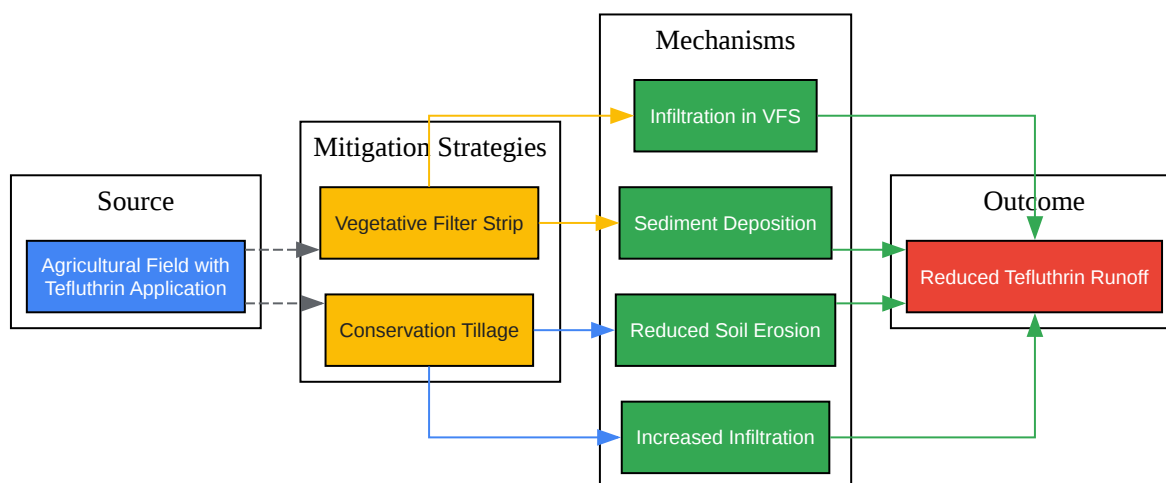 Source
Agricultural Field with
Tefluthrin Application
Mitigation Strategies
Vegetative Filter Strip
Conservation Tillage
Mechanisms
Infiltration in VFS
Sediment Deposition
Reduced Soil Erosion
Increased Infiltration
Outcome
Reduced Tefluthrin Runoff